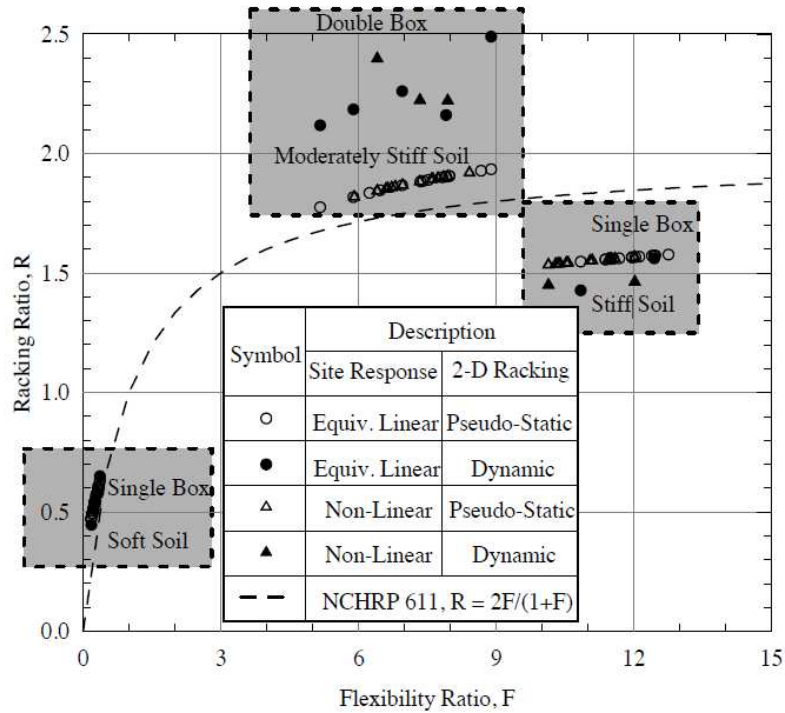 Double Box
2.5
2.0
Moderately Stiff Soil
Single Box
1.5
Stiff Soil
Racking Ratio, R
Symbol
Description
Site Response
2-D Racking
1.0
Equiv. Linear
Pseudo-Static
Equiv. Linear
Dynamic
Single Box
0.5
Non-Linear
Pseudo-Static
Soft Soil
Non-Linear
Dynamic
NCHRP 611, R = 2F/(1+F)
0.0
0 3 6 9 12 15
Flexibility Ratio, F